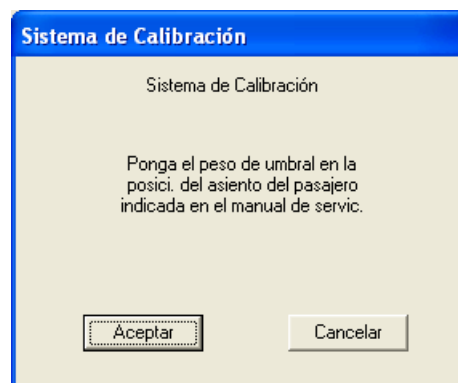 Sistema de Calibración
Sistema de Calibración
Ponga el peso de umbral en la
posici. del asiento del pasajero
indicada en el manual de servic.
Aceptar Cancelar